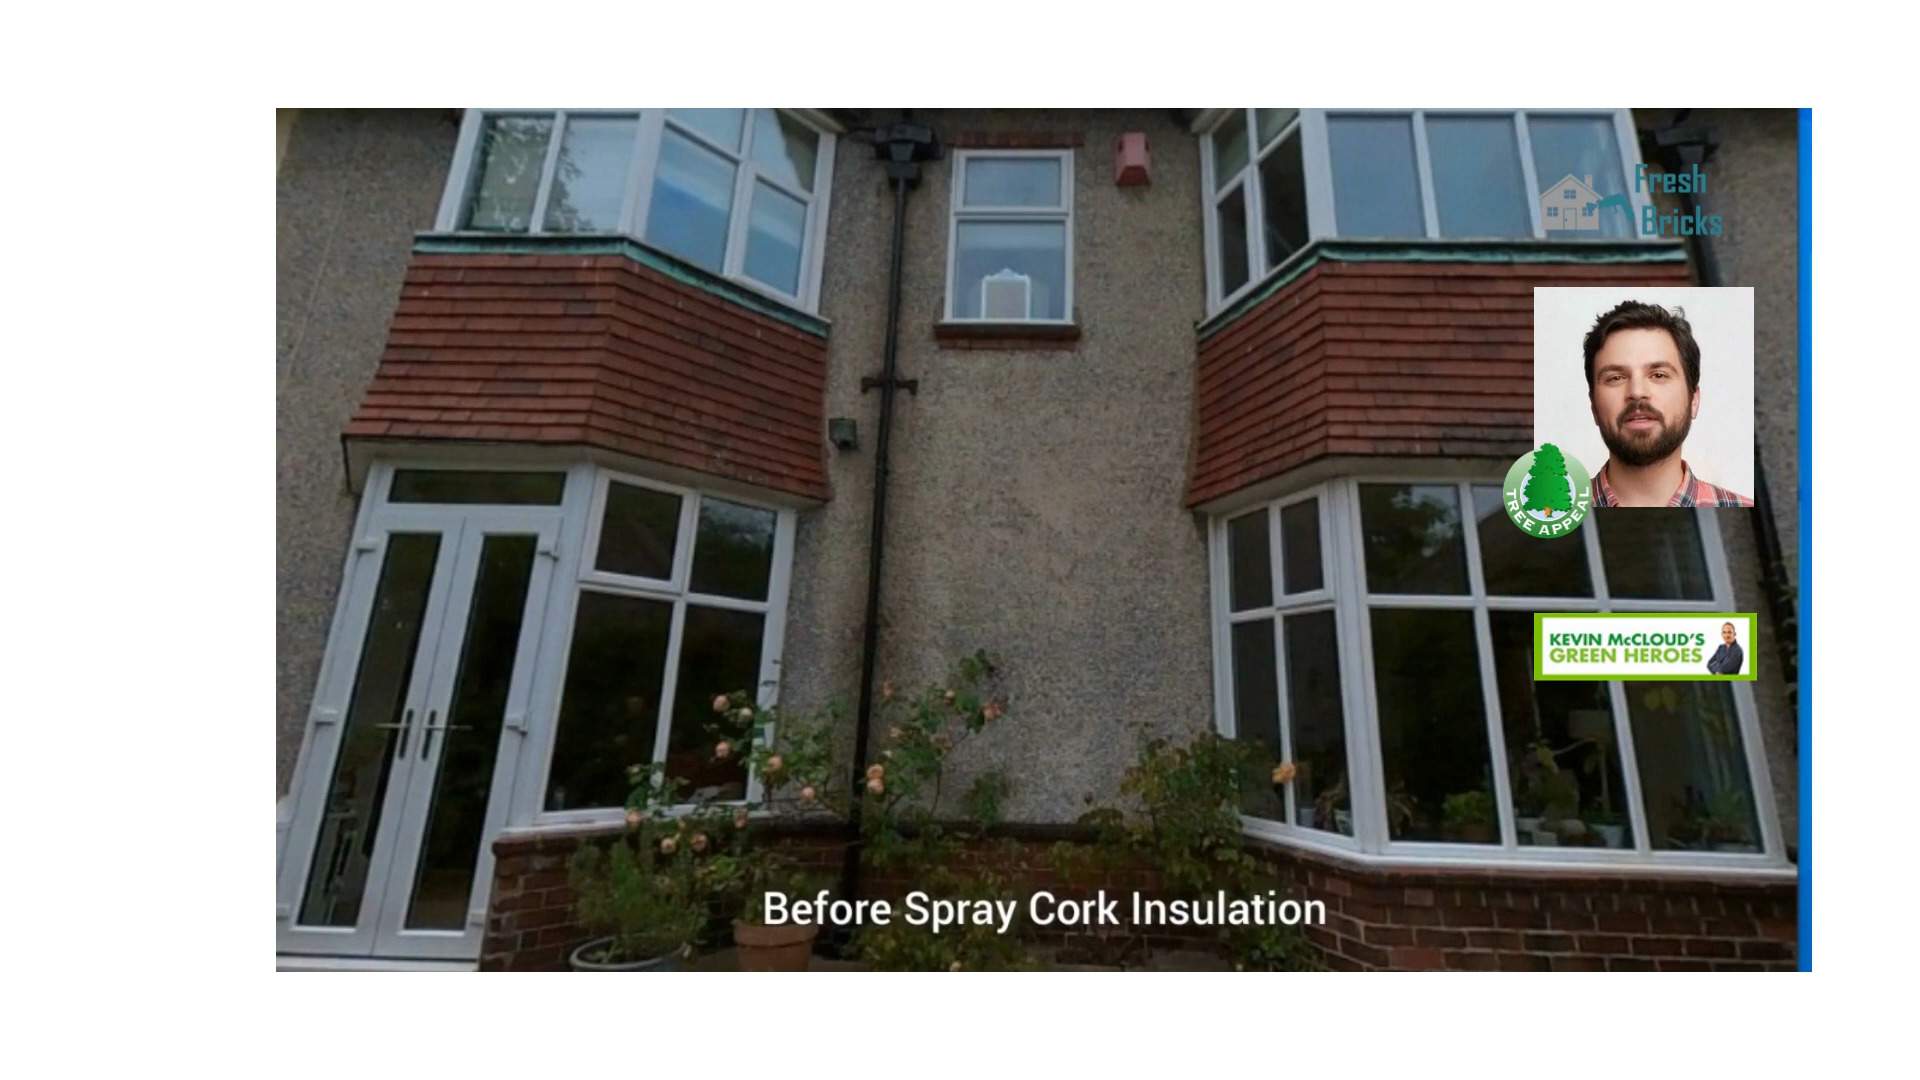 Fresh
Bricks
TREE APPEAL
KEVIN McCLOUD'S
GREEN HEROES
Before Spray Cork Insulation